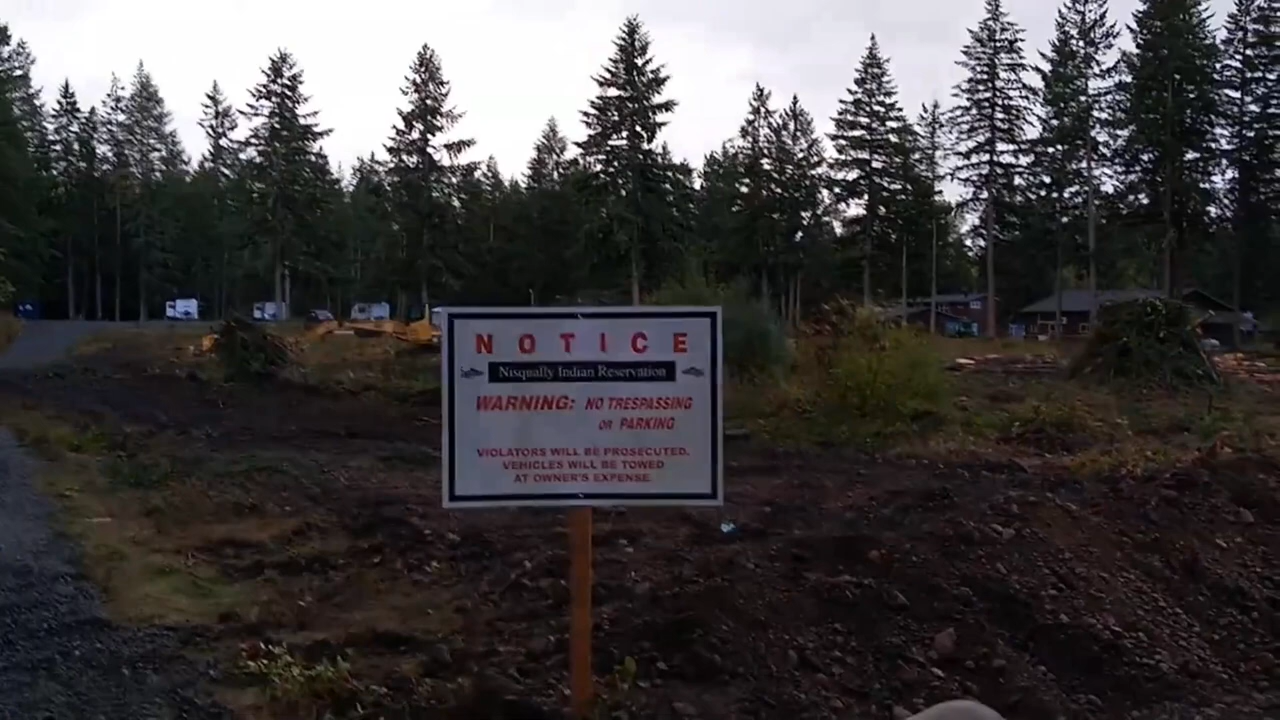 NOTICE
Nisqually Indian Reservation
WARNING: NO TRESPASSING
OR PARKING
VIOLATORS WILL BE PROSECUTED.
VEHICLES WILL BE TOWED
AT OWNER'S EXPENSE.